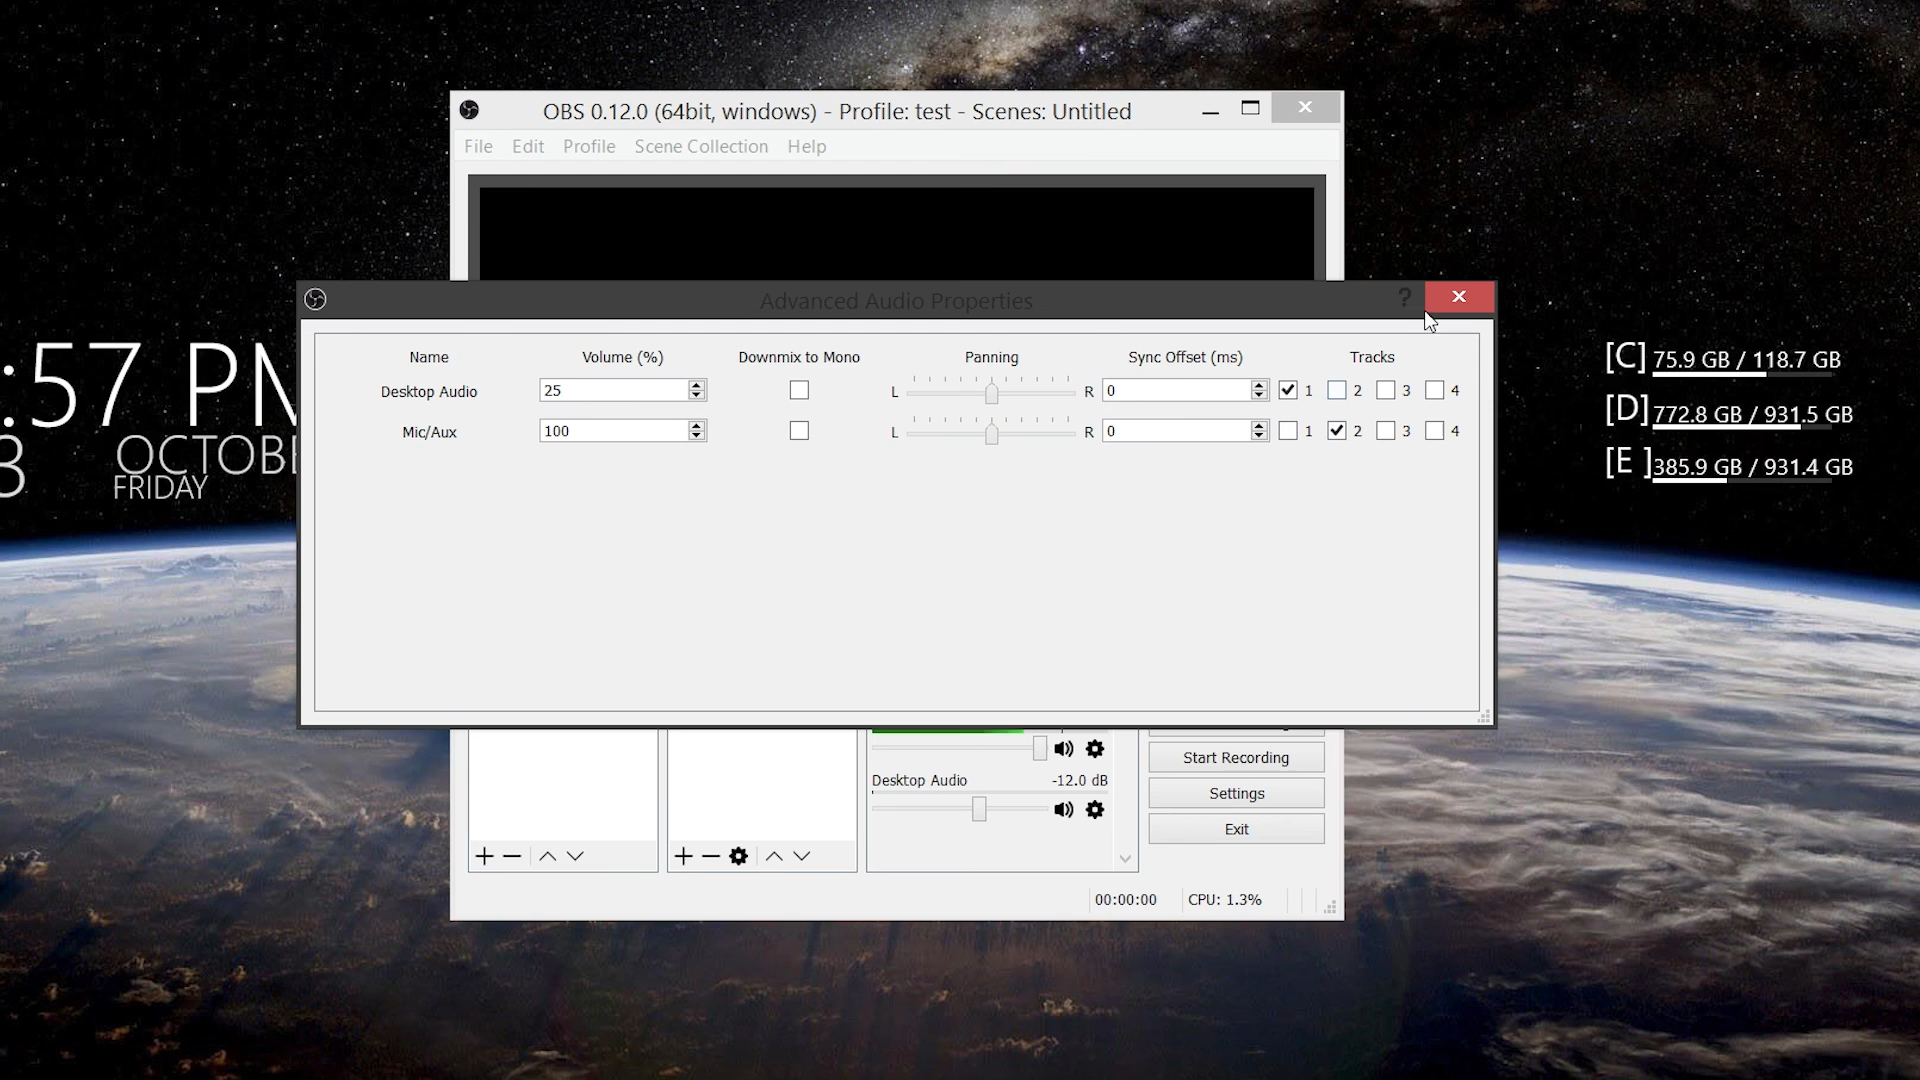 OBS 0.12.0 (64bit, windows) - Profile: test - Scenes: Untitled
File Edit Profile Scene Collection Help
Advanced Audio Properties ?
Name Volume (%) Downmix to Mono Panning Sync Offset (ms) Tracks
Desktop Audio 25 L R 0 1 2 3 4
Mic/Aux 100 L R 0 1 2 3 4
:57 PM
3 OCTOB
FRIDAY
[C] 75.9 GB / 118.7 GB
[D] 772.8 GB / 931.5 GB
[E ] 385.9 GB / 931.4 GB
Start Recording
Desktop Audio -12.0 dB
Settings
Exit
00:00:00 CPU: 1.3%